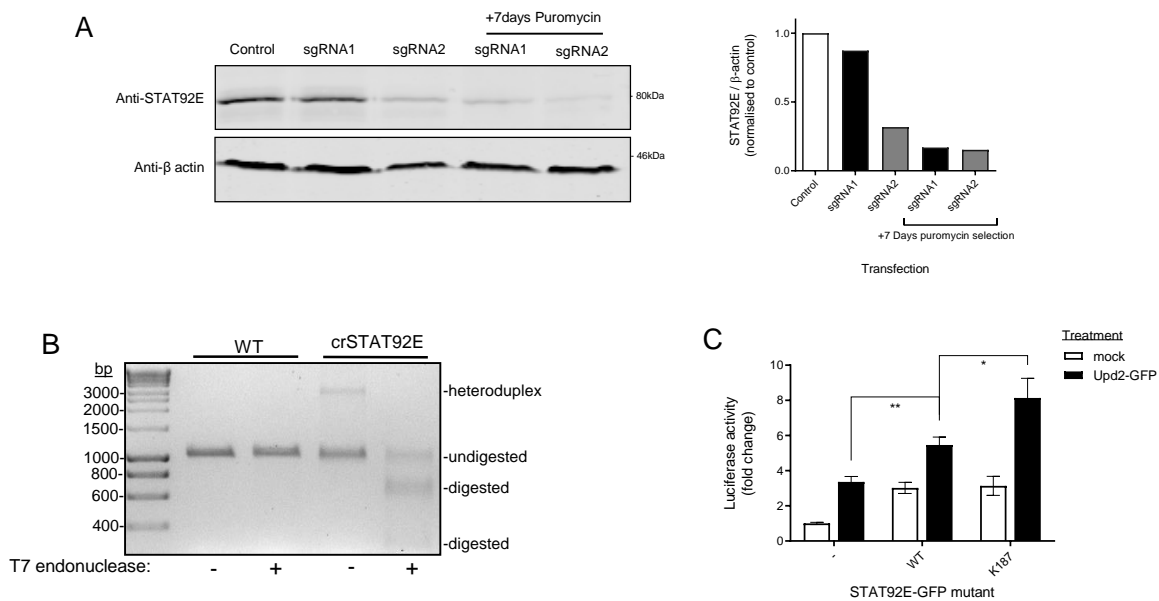 A
+7days Puromycin
Control sgRNA1 sgRNA2 sgRNA1 sgRNA2
Anti-STAT92E
-80kDa
Anti-β actin
-46kDa
STAT92E / β-actin
(normalised to control)
1.0
0.5
0.0
Control sgRNA1 sgRNA2 sgRNA1 sgRNA2
+7 Days puromycin selection
Transfection
B
WT crSTAT92E
bp
3000-
2000-
1500-
1000-
800-
600-
400-
-heteroduplex
-undigested
-digested
-digested
T7 endonuclease: - + - +
C
Treatment
mock
Upd2-GFP
Luciferase activity
(fold change)
10
8
6
4
2
0
*
**
- WT K187
STAT92E-GFP mutant